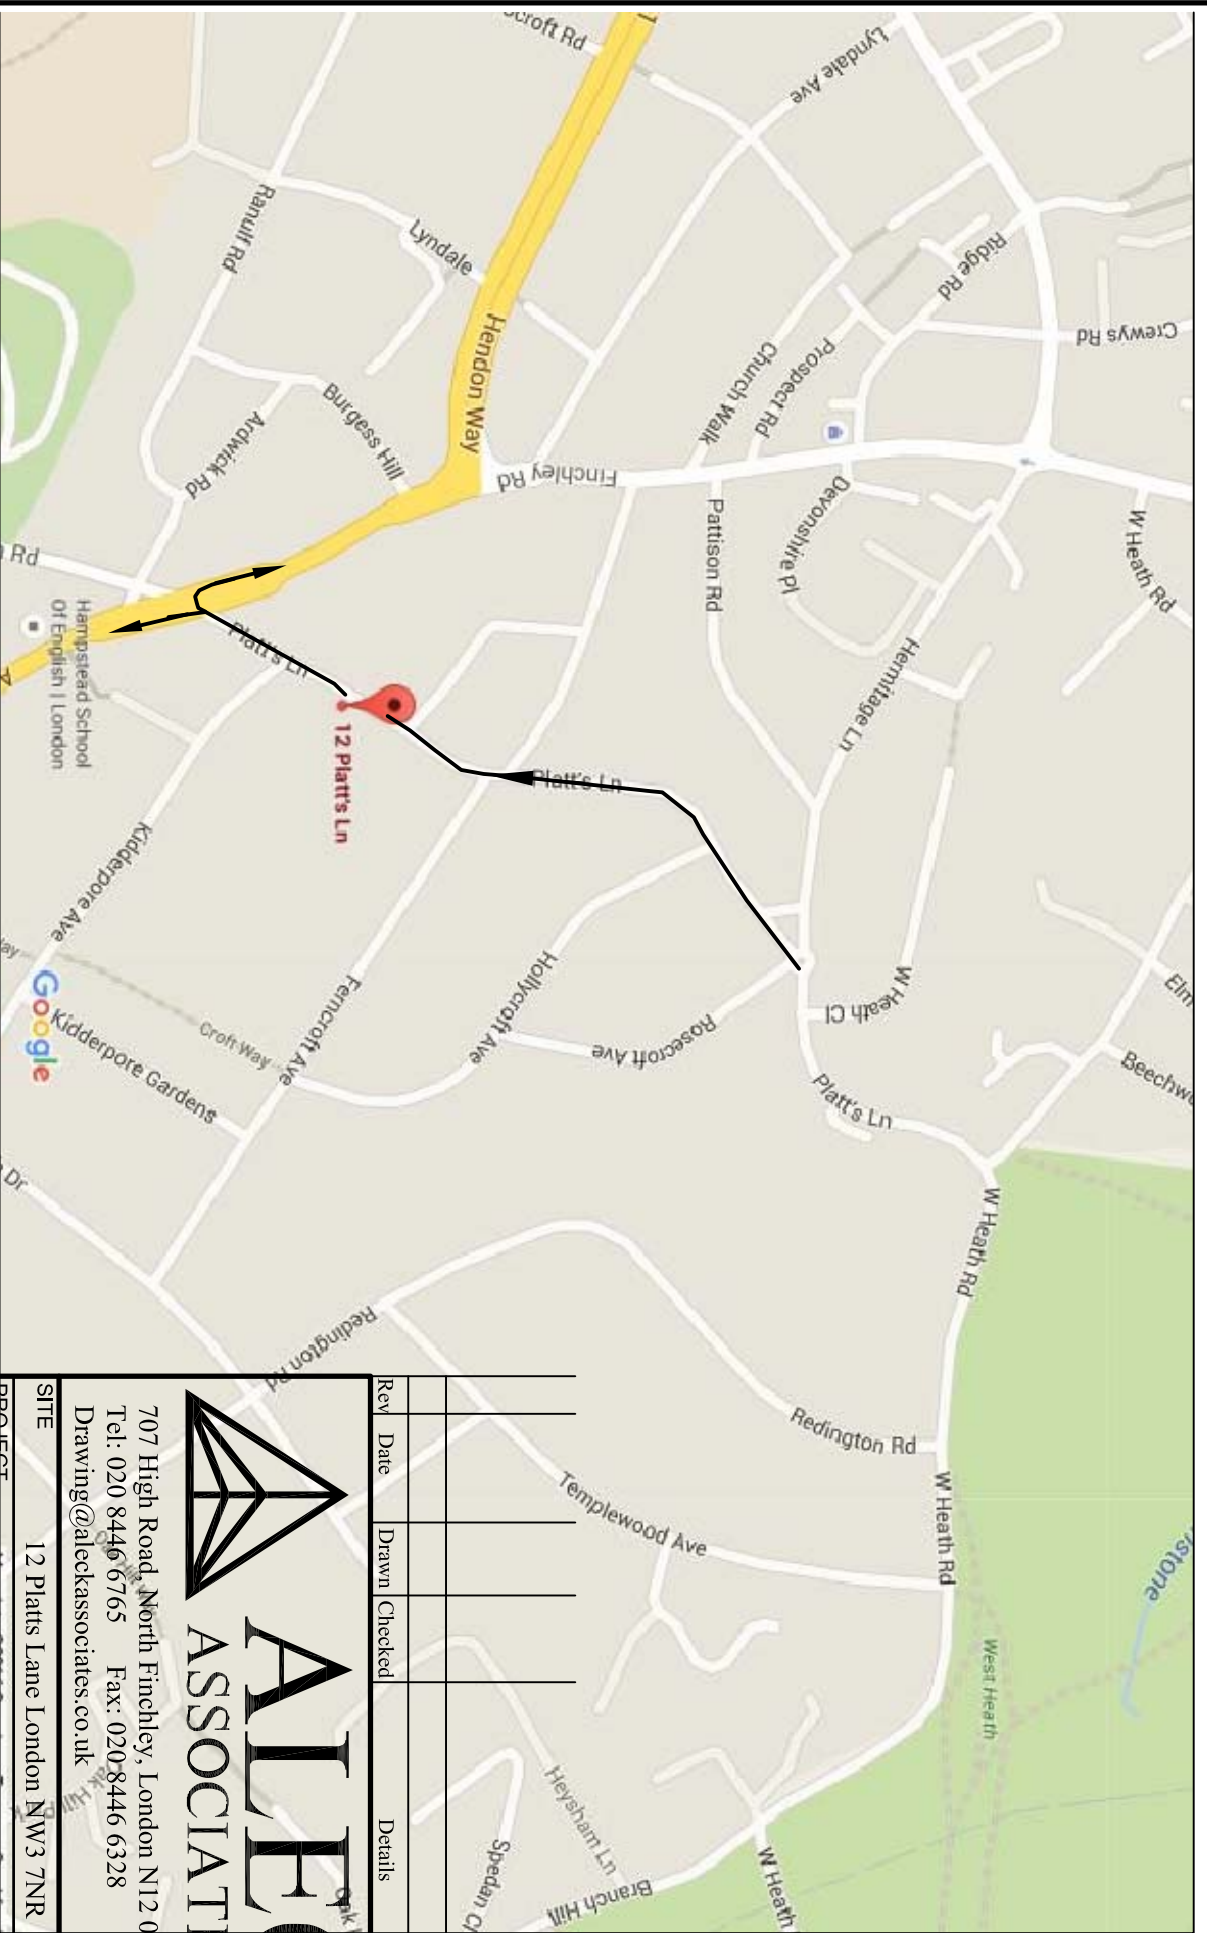 Lyndale Ave
Ranulf Rd
Lyndale
Hendon Way
Ridge Rd
Crewys Rd
Church Walk
Prospect Rd
Burgess Hill
Ardwick Rd
Finchley Rd
Pattison Rd
Devonshire Pl
W Heath Rd
Rd
Hampstead School
Of English | London
Platt's Ln
12 Platt's Ln
Platt's Ln
Hermitage Ln
Kidderpore Ave
Ferncroft Ave
Hollycroft Ave
Rosecroft Ave
W Heath Cl
Elm
Google
Kidderpore Gardens
Croft Way
Platt's Ln
Dr
W Heath Rd
Redington Rd
Redington Rd
Templewood Ave
W Heath Rd
West Heath
Heysham Ln
Spedan Cl
Branch Hill
W Heath
Rev Date Drawn Checked Details
ALEC
ASSOCIAT
707 High Road, North Finchley, London N12 0
Tel: 020 8446 6765 Fax: 020 8446 6328
Drawing@aleckassociates.co.uk
SITE 12 Platts Lane London NW3 7NR